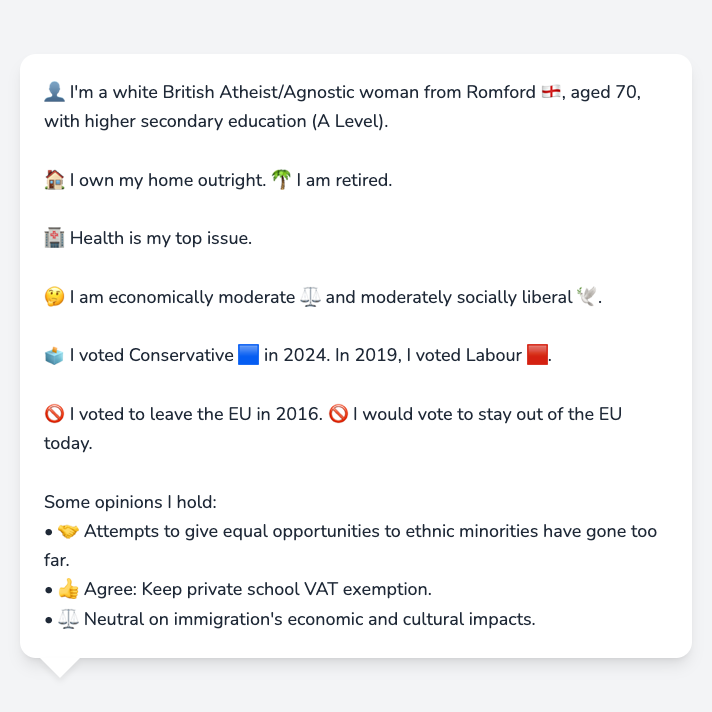 👤 I'm a white British Atheist/Agnostic woman from Romford 🏴󠁧󠁢󠁥󠁮󠁧󠁿, aged 70,
with higher secondary education (A Level).
🏠 I own my home outright. 🌴 I am retired.
🏥 Health is my top issue.
🤔 I am economically moderate ⚖️ and moderately socially liberal 🕊️.
🗳️ I voted Conservative 🟦 in 2024. In 2019, I voted Labour 🟥.
🚫 I voted to leave the EU in 2016. 🚫 I would vote to stay out of the EU
today.
Some opinions I hold:
• 🤝 Attempts to give equal opportunities to ethnic minorities have gone too
far.
• 👍 Agree: Keep private school VAT exemption.
• ⚖️ Neutral on immigration's economic and cultural impacts.